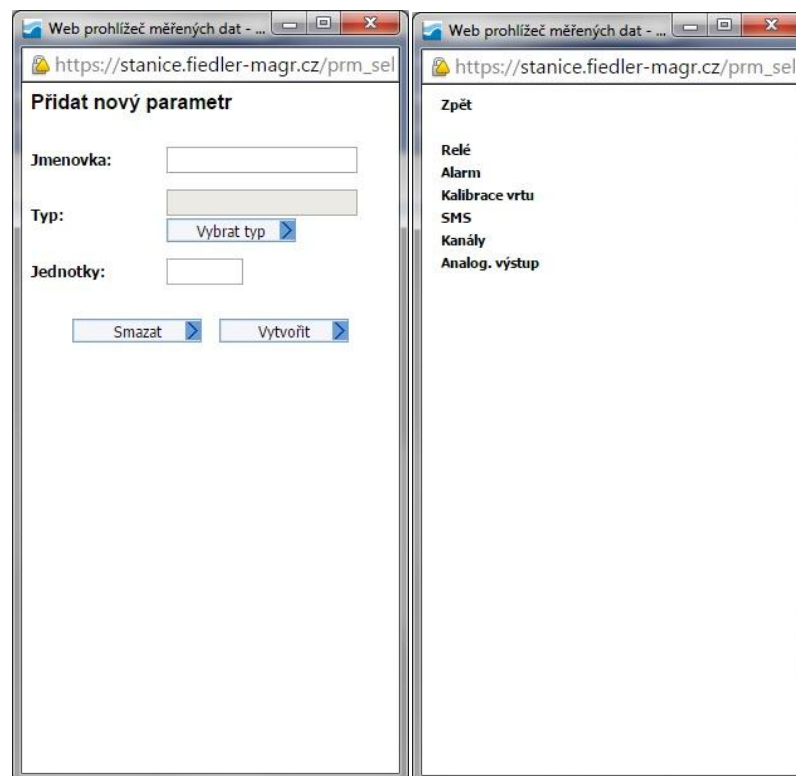 Web prohlížeč měřených dat - ...
https://stanice.fiedler-magr.cz/prm_sel
Přidat nový parametr
Jmenovka:
Typ:
Vybrat typ
Jednotky:
Smazat
Vytvořit
Web prohlížeč měřených dat - ...
https://stanice.fiedler-magr.cz/prm_sel
Zpět
Relé
Alarm
Kalibrace vrtu
SMS
Kanály
Analog. výstup